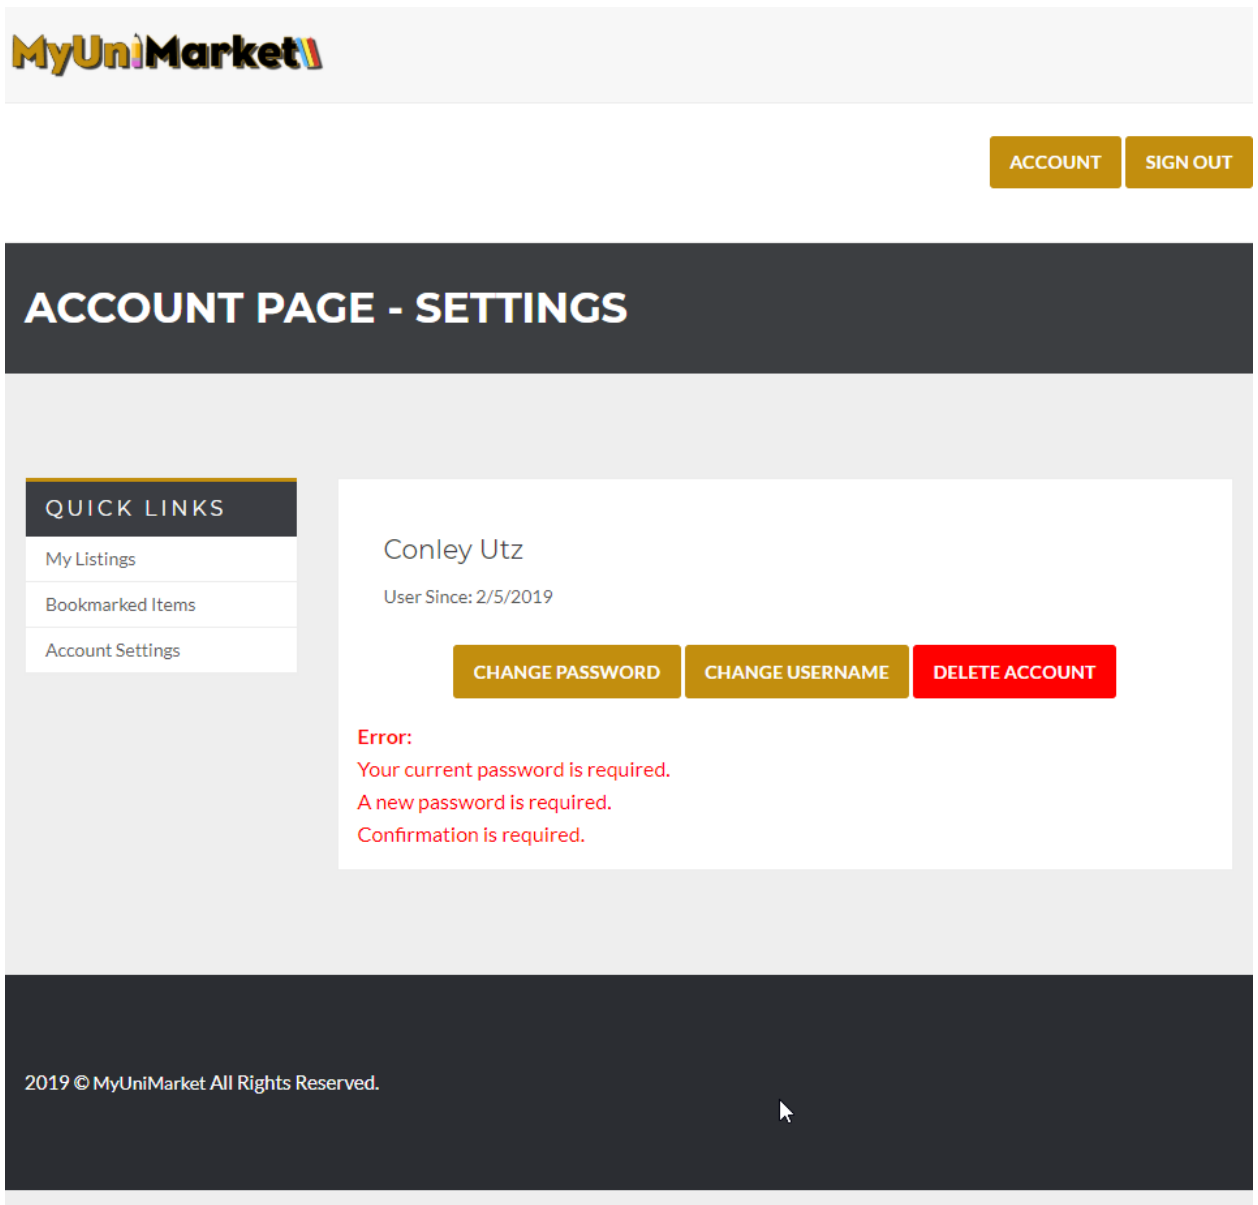 MyUniMarket
ACCOUNT SIGN OUT
ACCOUNT PAGE - SETTINGS
QUICK LINKS
My Listings
Bookmarked Items
Account Settings
Conley Utz
User Since: 2/5/2019
CHANGE PASSWORD CHANGE USERNAME DELETE ACCOUNT
Error:
Your current password is required.
A new password is required.
Confirmation is required.
2019 © MyUniMarket All Rights Reserved.